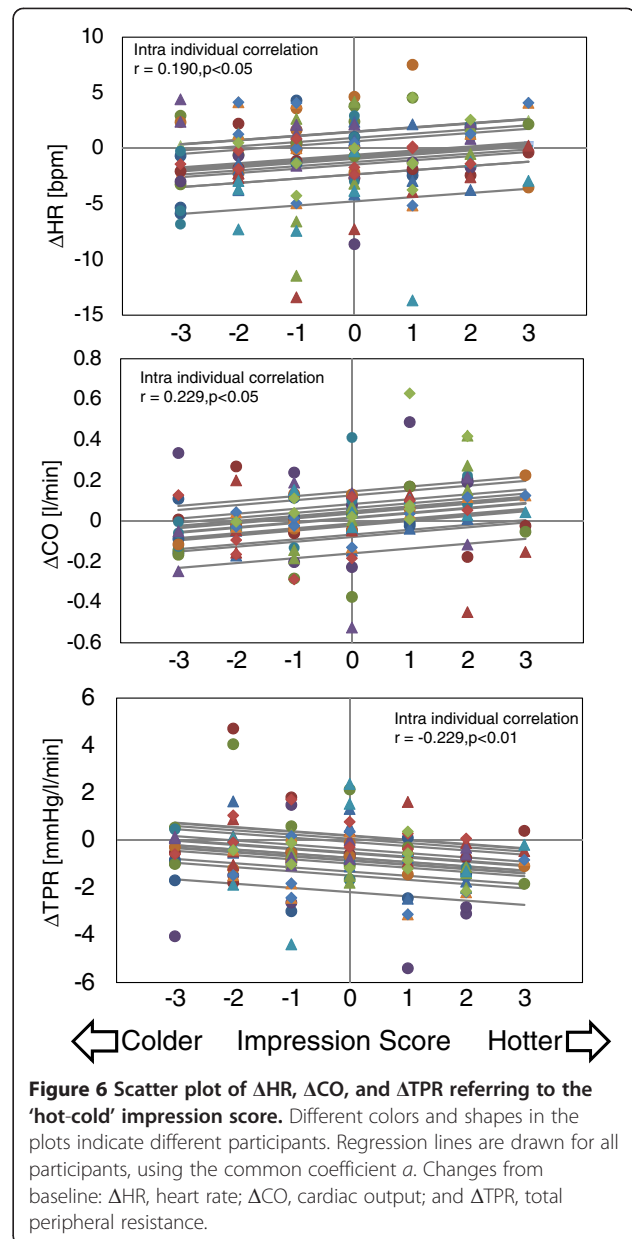 10
5
0
-5
-10
-15
ΔHR [bpm]
Intra individual correlation
r = 0.190,p<0.05
-3 -2 -1 0 1 2 3
0.8
0.6
0.4
0.2
0
-0.2
-0.4
-0.6
ΔCO [l/min]
Intra individual correlation
r = 0.229,p<0.05
-3 -2 -1 0 1 2 3
6
4
2
0
-2
-4
-6
ΔTPR [mmHg/l/min]
Intra individual correlation
r = -0.229,p<0.01
-3 -2 -1 0 1 2 3
Colder Impression Score Hotter
Figure 6 Scatter plot of ΔHR, ΔCO, and ΔTPR referring to the
'hot-cold' impression score. Different colors and shapes in the
plots indicate different participants. Regression lines are drawn for all
participants, using the common coefficient a. Changes from
baseline: ΔHR, heart rate; ΔCO, cardiac output; and ΔTPR, total
peripheral resistance.